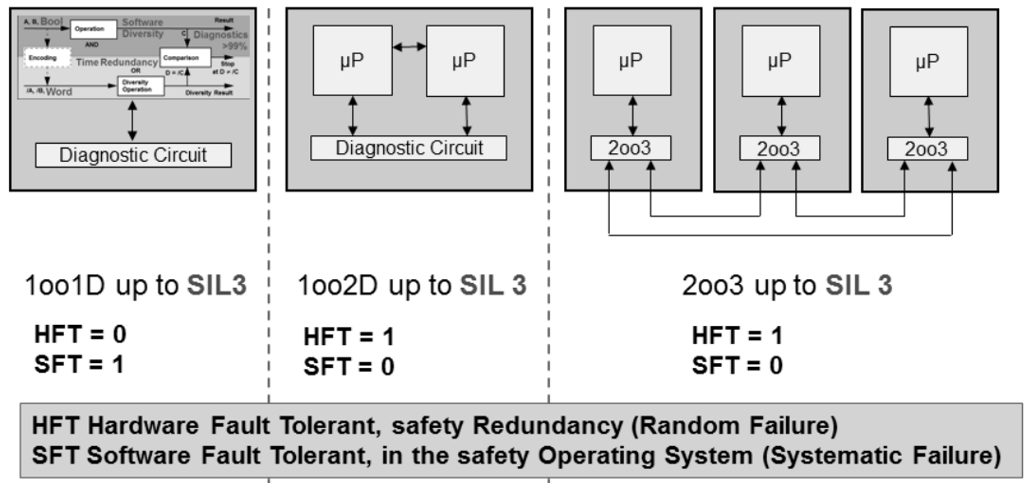 A, B, Bool
Operation
Software
Diversity
Result
C
Diagnostics
>99%
AND
Encoding
Time Redundancy
OR
Comparison
D = /C
Stop
at D ≠ /C
/A, /B, Word
Diversity
Operation
Diversity Result
Diagnostic Circuit
µP
µP
Diagnostic Circuit
µP
µP
µP
2oo3
2oo3
2oo3
1oo1D up to SIL3
HFT = 0
SFT = 1
1oo2D up to SIL 3
HFT = 1
SFT = 0
2oo3 up to SIL 3
HFT = 1
SFT = 0
HFT Hardware Fault Tolerant, safety Redundancy (Random Failure)
SFT Software Fault Tolerant, in the safety Operating System (Systematic Failure)